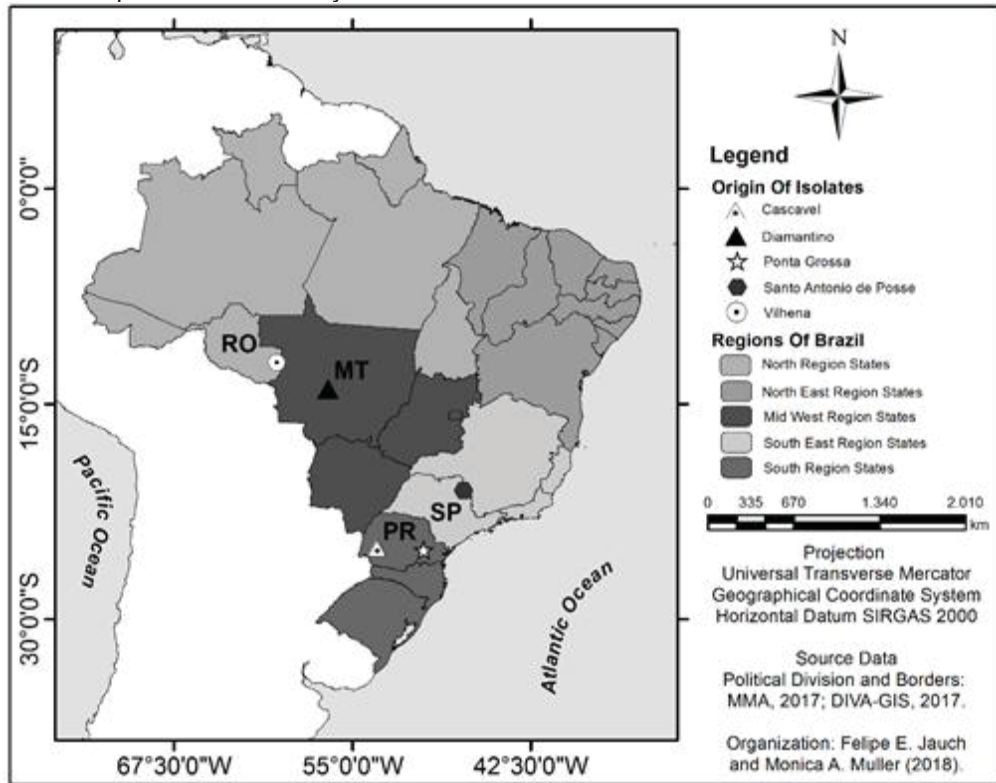 N
Legend
Origin Of Isolates
Cascavel
Diamantino
Ponta Grossa
Santo Antonio de Posse
Vilhena
Regions Of Brazil
North Region States
North East Region States
Mid West Region States
South East Region States
South Region States
0 335 670 1.340 2.010
km
Projection
Universal Transverse Mercator
Geographical Coordinate System
Horizontal Datum SIRGAS 2000
Source Data
Political Division and Borders:
MMA, 2017; DIVA-GIS, 2017.
Organization: Felipe E. Jauch
and Monica A. Muller (2018).
0°0'0"
15°0'0"S
30°0'0"S
RO
MT
SP
PR
Pacific Ocean
Atlantic Ocean
67°30'0"W 55°0'0"W 42°30'0"W